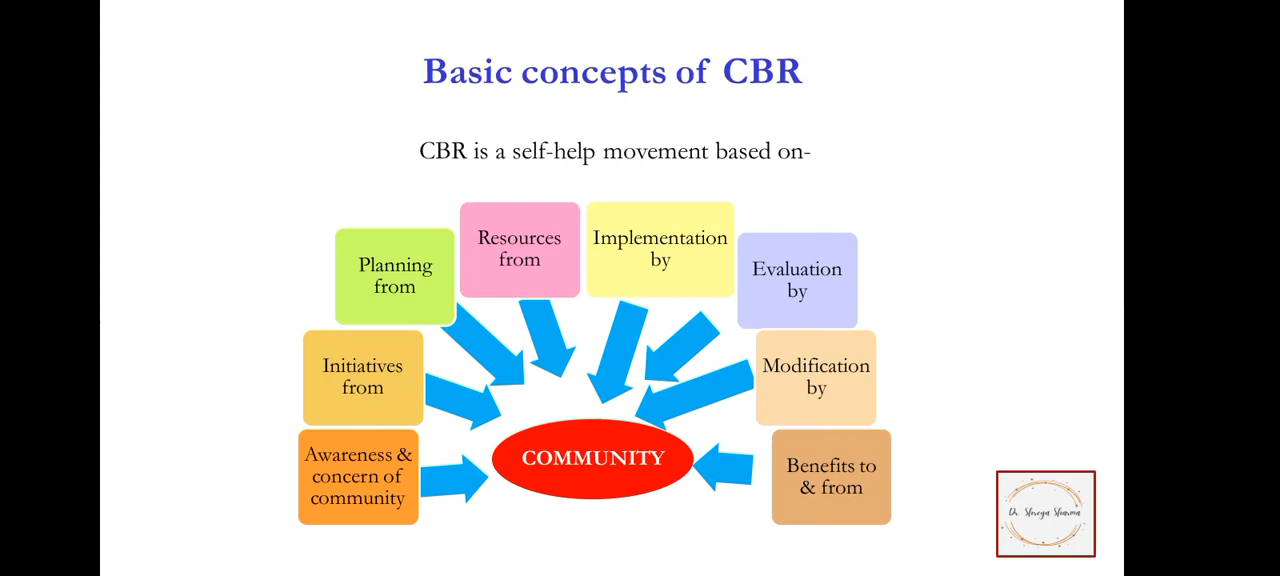 Basic concepts of CBR
CBR is a self-help movement based on-
Awareness &
concern of
community
Initiatives
from
Planning
from
Resources
from
Implementation
by
Evaluation
by
Modification
by
Benefits to
& from
COMMUNITY
Dr. Shreya Sharma